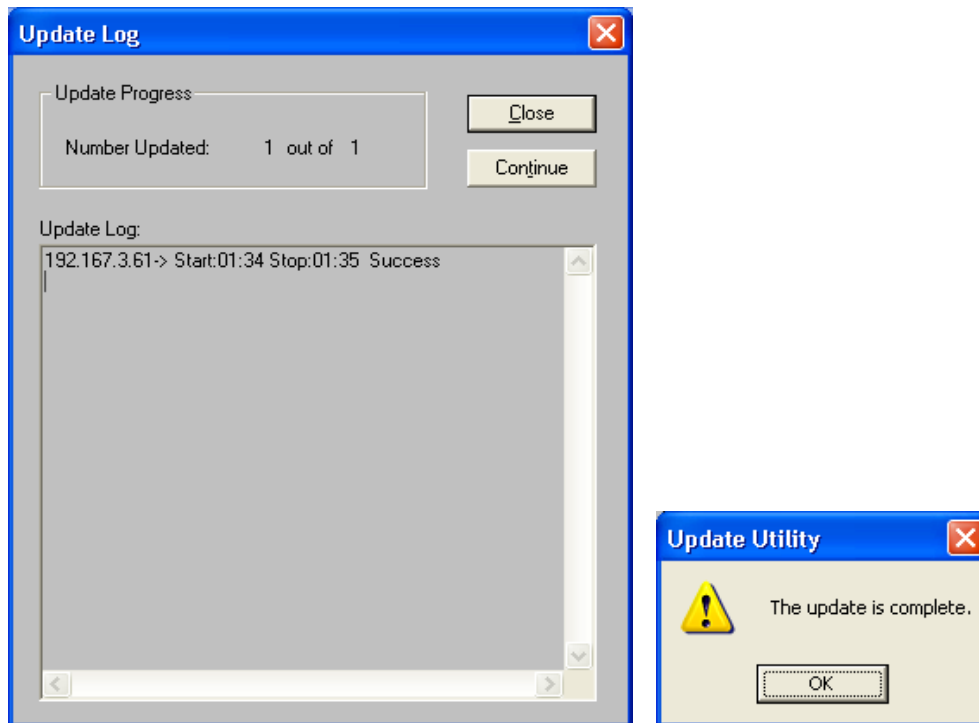 Update Log
Update Progress
Close
Number Updated: 1 out of 1
Continue
Update Log:
192.168.3.61-> Start:01:34 Stop:01:35 Success
Update Utility
The update is complete.
OK